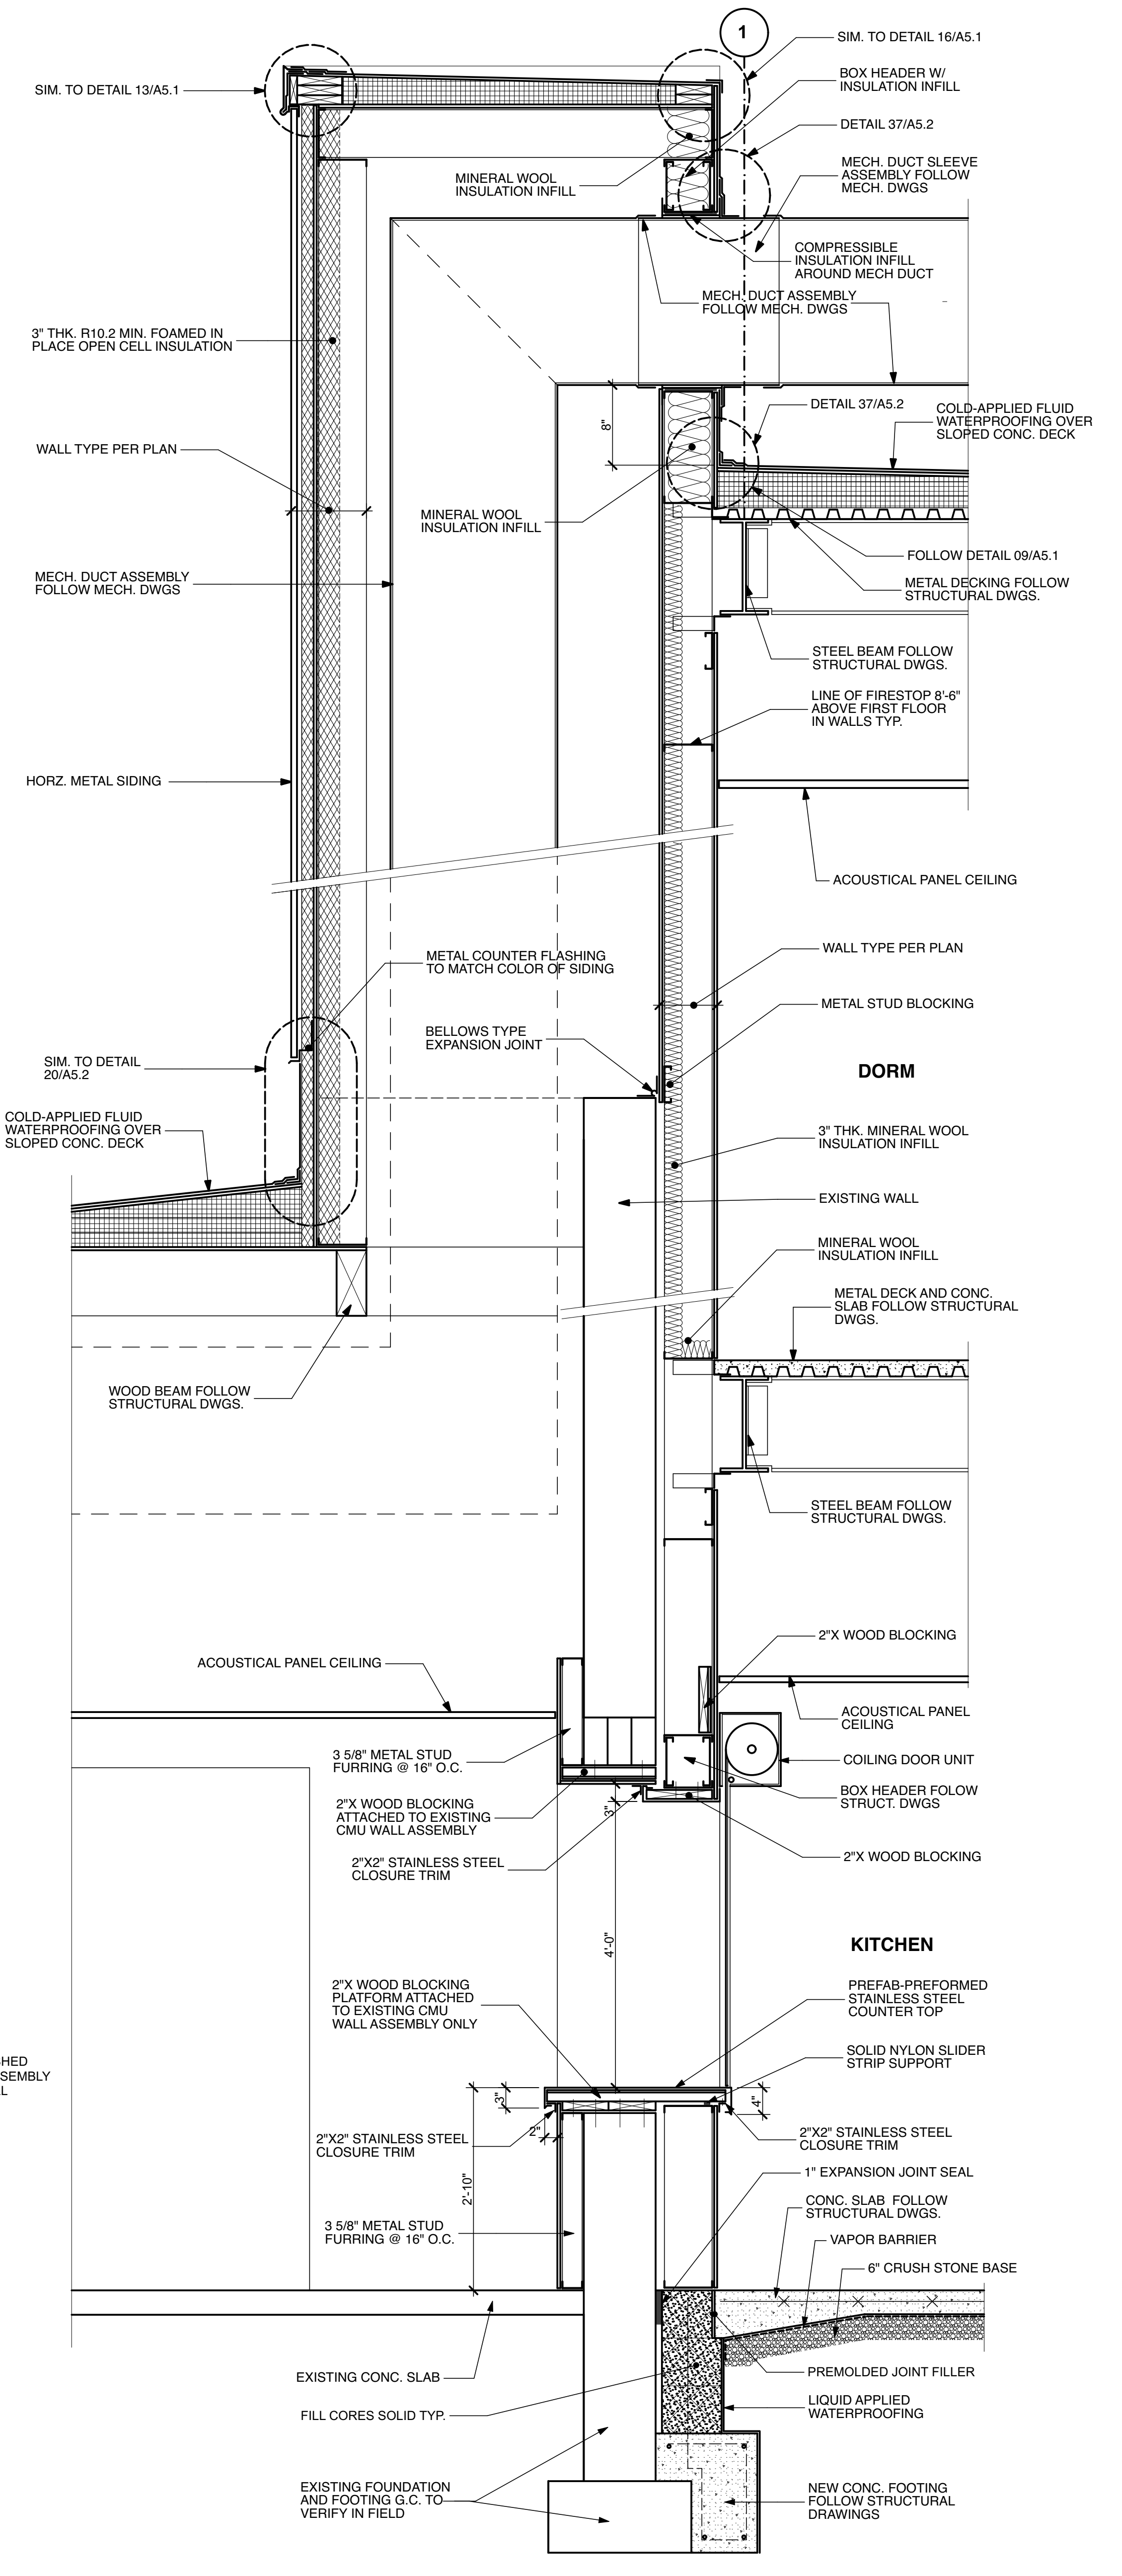 1
SIM. TO DETAIL 16/A5.1
SIM. TO DETAIL 13/A5.1
BOX HEADER W/
INSULATION INFILL
DETAIL 37/A5.2
MECH. DUCT SLEEVE
ASSEMBLY FOLLOW
MECH. DWGS
MINERAL WOOL
INSULATION INFILL
COMPRESSIBLE
INSULATION INFILL
AROUND MECH DUCT
MECH. DUCT ASSEMBLY
FOLLOW MECH. DWGS
3" THK. R10.2 MIN. FOAMED IN
PLACE OPEN CELL INSULATION
8"
DETAIL 37/A5.2
COLD-APPLIED FLUID
WATERPROOFING OVER
SLOPED CONC. DECK
WALL TYPE PER PLAN
MINERAL WOOL
INSULATION INFILL
FOLLOW DETAIL 09/A5.1
MECH. DUCT ASSEMBLY
FOLLOW MECH. DWGS
METAL DECKING FOLLOW
STRUCTURAL DWGS.
STEEL BEAM FOLLOW
STRUCTURAL DWGS.
LINE OF FIRESTOP 8'-6"
ABOVE FIRST FLOOR
IN WALLS TYP.
HORZ. METAL SIDING
ACOUSTICAL PANEL CEILING
WALL TYPE PER PLAN
METAL COUNTER FLASHING
TO MATCH COLOR OF SIDING
METAL STUD BLOCKING
BELLOWS TYPE
EXPANSION JOINT
SIM. TO DETAIL
20/A5.2
DORM
COLD-APPLIED FLUID
WATERPROOFING OVER
SLOPED CONC. DECK
3" THK. MINERAL WOOL
INSULATION INFILL
EXISTING WALL
MINERAL WOOL
INSULATION INFILL
METAL DECK AND CONC.
SLAB FOLLOW STRUCTURAL
DWGS.
WOOD BEAM FOLLOW
STRUCTURAL DWGS.
STEEL BEAM FOLLOW
STRUCTURAL DWGS.
2"X WOOD BLOCKING
ACOUSTICAL PANEL CEILING
ACOUSTICAL PANEL
CEILING
3 5/8" METAL STUD
FURRING @ 16" O.C.
COILING DOOR UNIT
BOX HEADER FOLOW
STRUCT. DWGS
2"X WOOD BLOCKING
ATTACHED TO EXISTING
CMU WALL ASSEMBLY
3"
2"X2" STAINLESS STEEL
CLOSURE TRIM
2"X WOOD BLOCKING
4'-0"
KITCHEN
2"X WOOD BLOCKING
PLATFORM ATTACHED
TO EXISTING CMU
WALL ASSEMBLY ONLY
PREFAB-PREFORMED
STAINLESS STEEL
COUNTER TOP
SOLID NYLON SLIDER
STRIP SUPPORT
HED
SEMBLY
L
3"
4"
2"
2"X2" STAINLESS STEEL
CLOSURE TRIM
2"X2" STAINLESS STEEL
CLOSURE TRIM
2'-10"
1" EXPANSION JOINT SEAL
CONC. SLAB FOLLOW
STRUCTURAL DWGS.
3 5/8" METAL STUD
FURRING @ 16" O.C.
VAPOR BARRIER
6" CRUSH STONE BASE
EXISTING CONC. SLAB
PREMOLDED JOINT FILLER
FILL CORES SOLID TYP.
LIQUID APPLIED
WATERPROOFING
EXISTING FOUNDATION
AND FOOTING G.C. TO
VERIFY IN FIELD
NEW CONC. FOOTING
FOLLOW STRUCTURAL
DRAWINGS